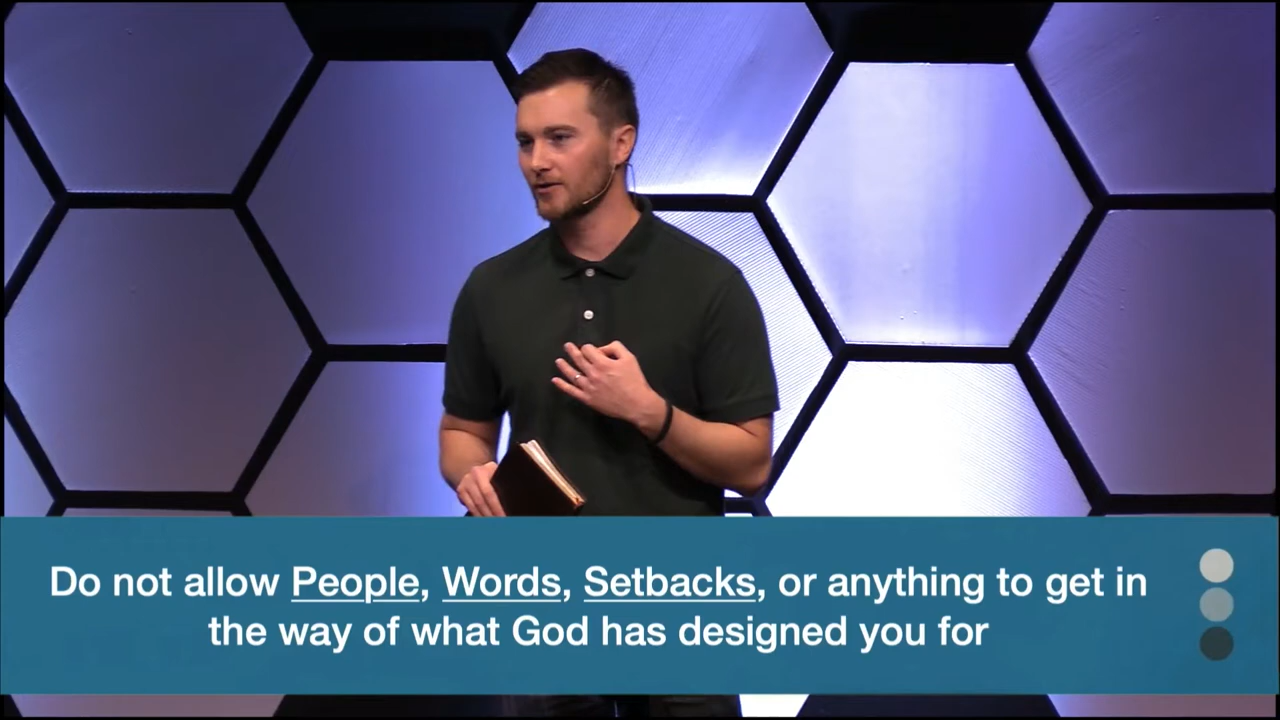 Do not allow People, Words, Setbacks, or anything to get in
the way of what God has designed you for